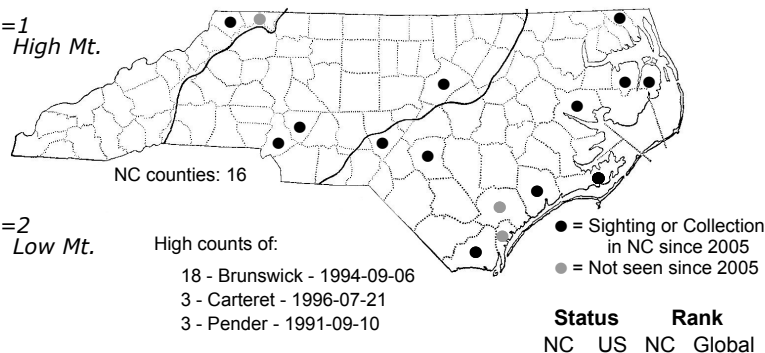 =1
High Mt.
NC counties: 16
=2
Low Mt.
High counts of:
18 - Brunswick - 1994-09-06
3 - Carteret - 1996-07-21
3 - Pender - 1991-09-10
= Sighting or Collection
in NC since 2005
= Not seen since 2005
Status Rank
NC US NC Global